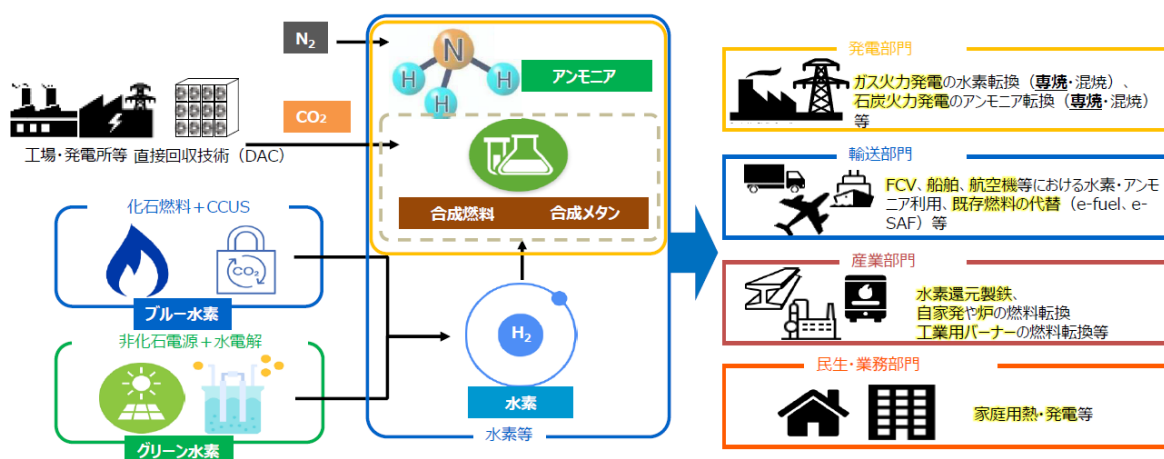 N₂
CO₂
工場・発電所等 直接回収技術（DAC）
化石燃料＋CCUS
CO₂
ブルー水素
非化石電源＋水電解
グリーン水素
N
H
H
H
アンモニア
合成燃料
合成メタン
H₂
水素
水素等
発電部門
ガス火力発電の水素転換（専焼・混焼）、
石炭火力発電のアンモニア転換（専焼・混焼）
等
輸送部門
FCV、船舶、航空機等における水素・アンモ
ニア利用、既存燃料の代替（e-fuel、e-
SAF）等
産業部門
水素還元製鉄、
自家発や炉の燃料転換
工業用バーナーの燃料転換等
民生・業務部門
家庭用熱・発電等